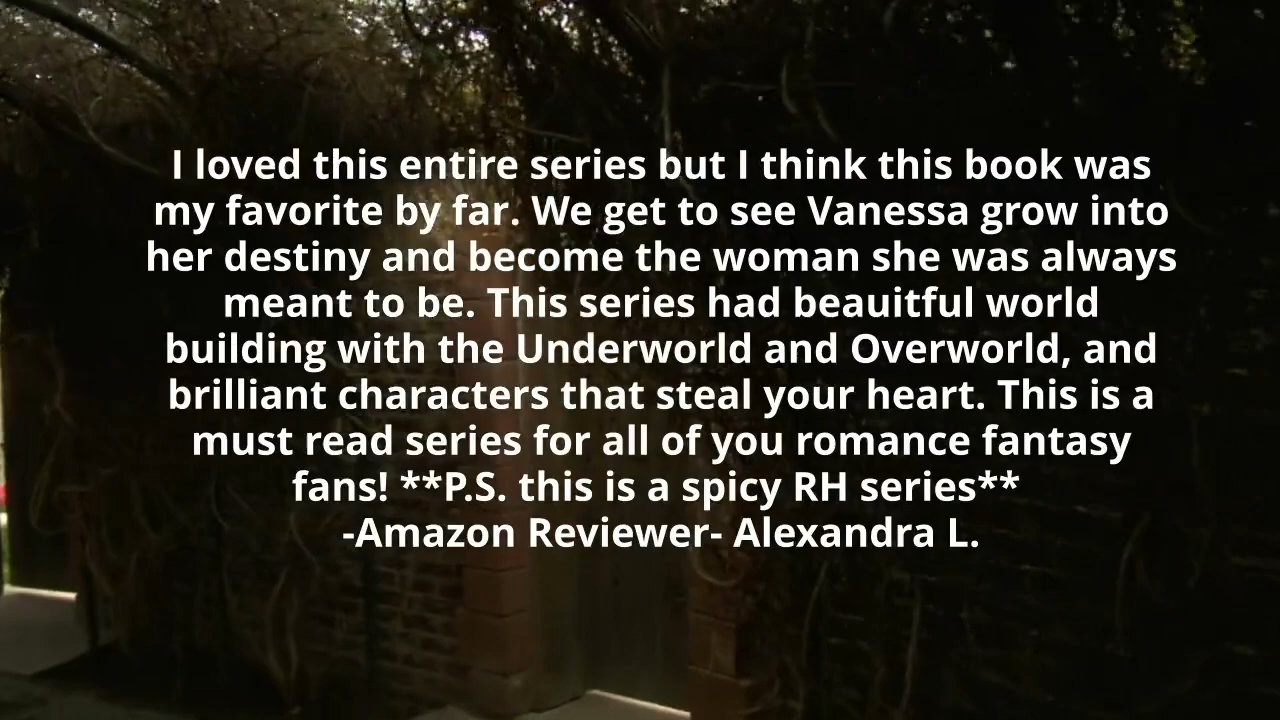 I loved this entire series but I think this book was
my favorite by far. We get to see Vanessa grow into
her destiny and become the woman she was always
meant to be. This series had beauitful world
building with the Underworld and Overworld, and
brilliant characters that steal your heart. This is a
must read series for all of you romance fantasy
fans! **P.S. this is a spicy RH series**
-Amazon Reviewer- Alexandra L.